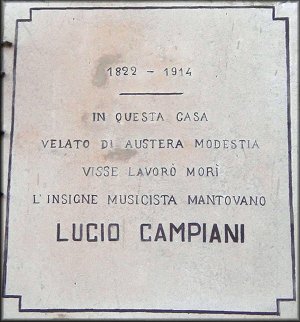 1822 - 1914
IN QUESTA CASA
VELATO DI AUSTERA MODESTIA
VISSE LAVORÒ MORÌ
L'INSIGNE MUSICISTA MANTOVANO
LUCIO CAMPIANI